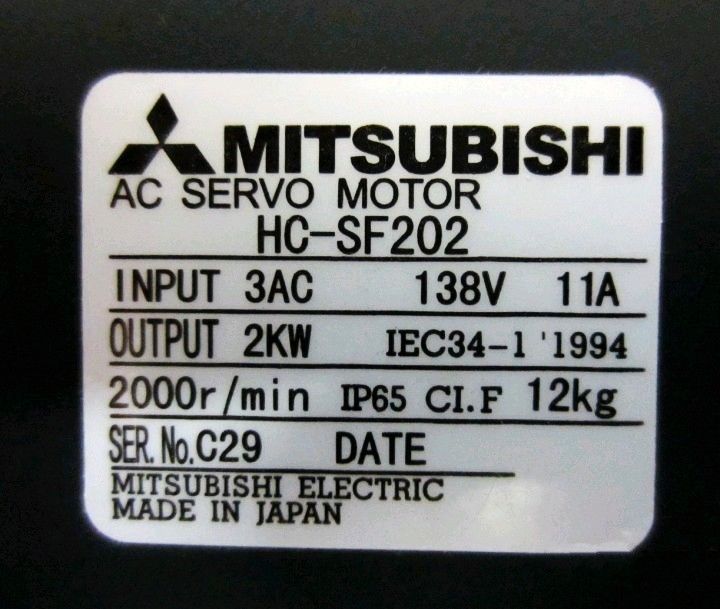 MITSUBISHI
AC SERVO MOTOR
HC-SF202
INPUT 3AC 138V 11A
OUTPUT 2KW IEC34-1 '1994
2000r/min IP65 CI.F 12kg
SER.No.C29 DATE
MITSUBISHI ELECTRIC
MADE IN JAPAN